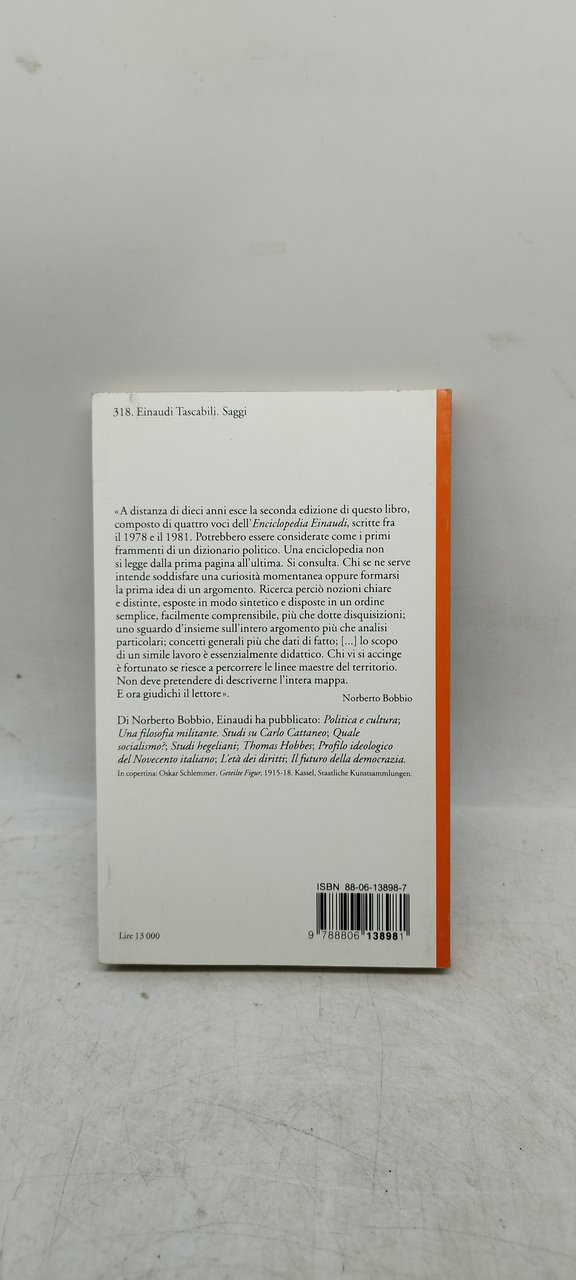 318. Einaudi Tascabili. Saggi
«A distanza di dieci anni esce la seconda edizione di questo libro,
composto di quattro voci dell'Enciclopedia Einaudi, scritte fra
il 1978 e il 1981. Potrebbero essere considerate come i primi
frammenti di un dizionario politico. Una enciclopedia non
si legge dalla prima pagina all'ultima. Si consulta. Chi se ne serve
intende soddisfare una curiosità momentanea oppure formarsi
la prima idea di un argomento. Ricerca perciò nozioni chiare
e distinte, esposte in modo sintetico e disposte in un ordine
semplice, facilmente comprensibile, più che dotte disquisizioni;
uno sguardo d'insieme sull'intero argomento più che analisi
particolari; concetti generali più che dati di fatto; [...] lo scopo
di un simile lavoro è essenzialmente didattico. Chi vi si accinge
è fortunato se riesce a percorrere le linee maestre del territorio.
Non deve pretendere di descriverne l'intera mappa.
E ora giudichi il lettore».
Norberto Bobbio
Di Norberto Bobbio, Einaudi ha pubblicato: Politica e cultura;
Una filosofia militante. Studi su Carlo Cattaneo; Quale
socialismo?; Studi hegeliani; Thomas Hobbes; Profilo ideologico
del Novecento italiano; L'età dei diritti; Il futuro della democrazia.
In copertina: Oskar Schlemmer, Geteilte Figur, 1915-18. Kassel, Staatliche Kunstsammlungen.
ISBN 88-06-13898-7
9 788806 138981
Lire 13 000